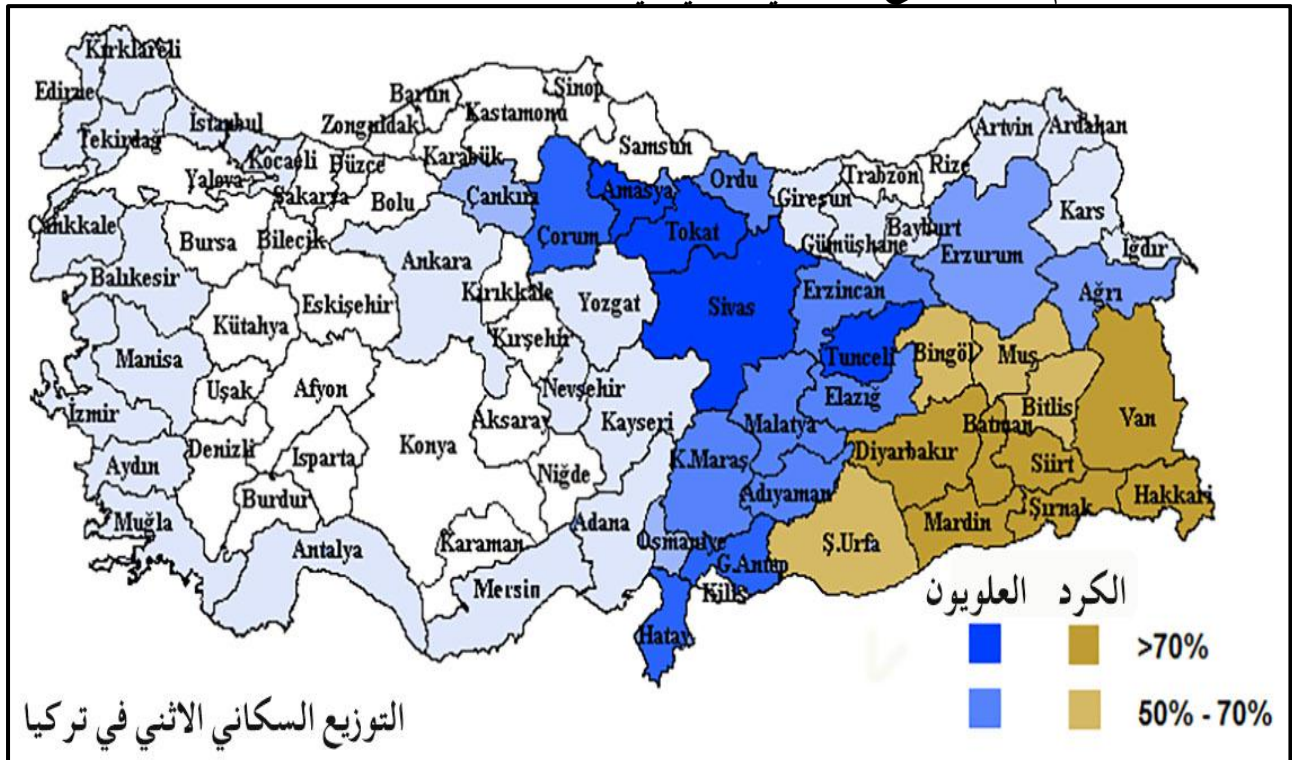 Kırklareli
Edirne
Tekirdağ
İstanbul
Kocaeli
Yalova
Sakarya
Düzce
Zonguldak
Bartın
Karabük
Kastamonu
Sinop
Samsun
Bolu
Çankırı
Çorum
Amasya
Tokat
Ordu
Giresun
Trabzon
Rize
Artvin
Ardahan
Kars
Iğdır
Gümüşhane
Bayburt
Erzurum
Ağrı
Erzincan
Çankkale
Balıkesir
Bursa
Bilecik
Eskişehir
Ankara
Kırıkkale
Kırşehir
Yozgat
Sivas
Tunceli
Bingöl
Muş
Bitlis
Van
Kütahya
Manisa
Uşak
Afyon
İzmir
Aydın
Denizli
Isparta
Burdur
Muğla
Antalya
Konya
Aksaray
Nevşehir
Niğde
Kayseri
Karaman
Mersin
Adana
Osmaniye
K.Maraş
Malatya
Elazığ
Adıyaman
G.Antep
Kilis
Hatay
Ş.Urfa
Diyarbakır
Batman
Siirt
Mardin
Şırnak
Hakkari
العلويون الكرد
>70%
50% - 70%
التوزيع السكاني الاثني في تركيا